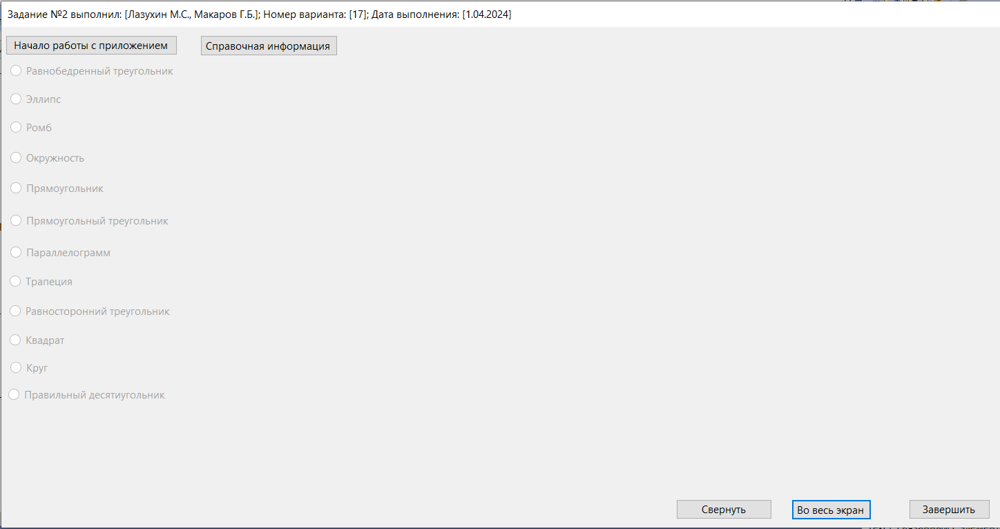 Задание №2 выполнил: [Лазухин М.С., Макаров Г.Б.]; Номер варианта: [17]; Дата выполнения: [1.04.2024]
Начало работы с приложением Справочная информация
Равнобедренный треугольник
Эллипс
Ромб
Окружность
Прямоугольник
Прямоугольный треугольник
Параллелограмм
Трапеция
Равносторонний треугольник
Квадрат
Круг
Правильный десятиугольник
Свернуть Во весь экран Завершить